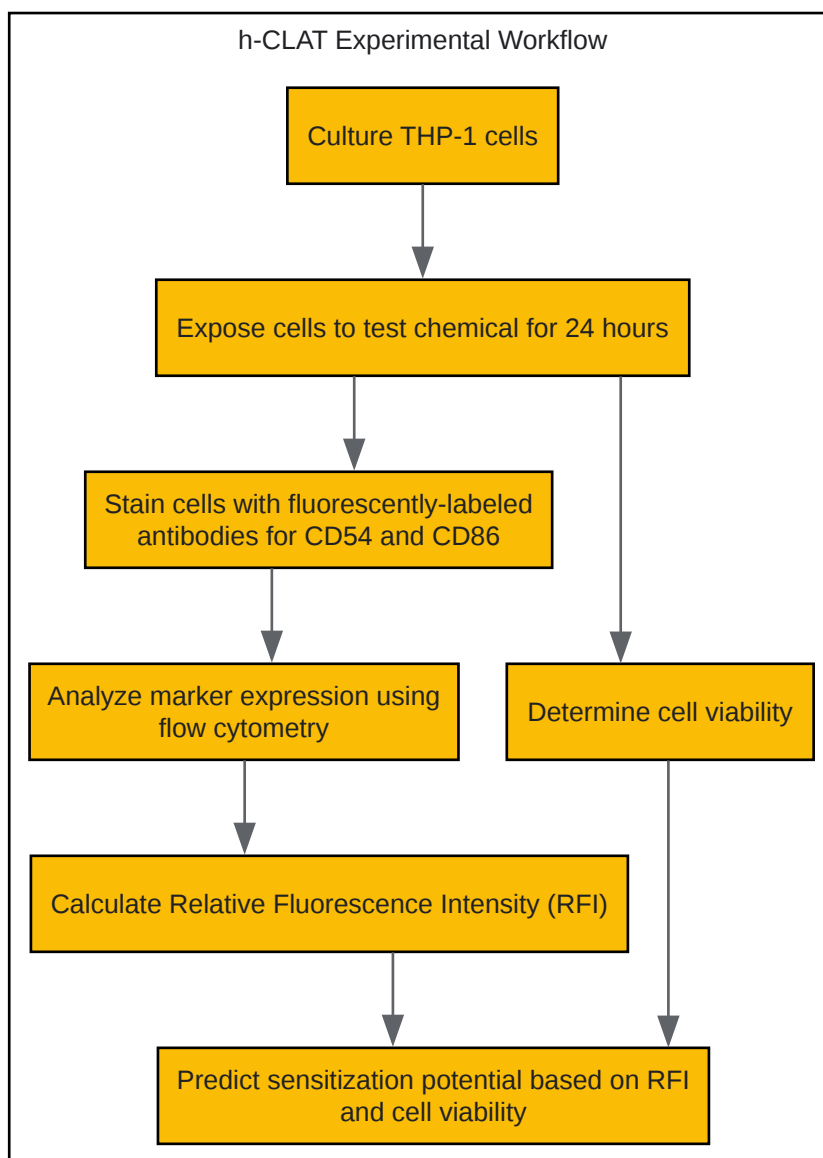 h-CLAT Experimental Workflow
Culture THP-1 cells
Expose cells to test chemical for 24 hours
Stain cells with fluorescently-labeled
antibodies for CD54 and CD86
Analyze marker expression using
flow cytometry
Determine cell viability
Calculate Relative Fluorescence Intensity (RFI)
Predict sensitization potential based on RFI
and cell viability